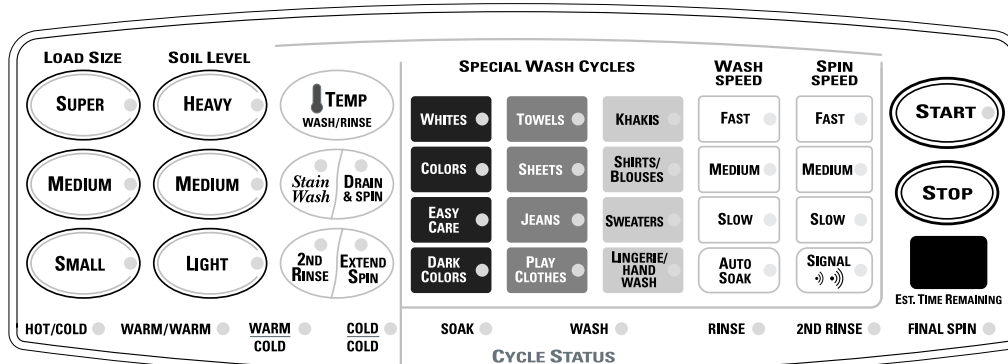 LOAD SIZE
SOIL LEVEL
SUPER
HEAVY
MEDIUM
MEDIUM
SMALL
LIGHT
TEMP
WASH/RINSE
Stain
Wash
DRAIN
& SPIN
2ND
RINSE
EXTEND
SPIN
SPECIAL WASH CYCLES
WHITES
TOWELS
KHAKIS
COLORS
SHEETS
SHIRTS/
BLOUSES
EASY
CARE
JEANS
SWEATERS
DARK
COLORS
PLAY
CLOTHES
LINGERIE/
HAND
WASH
WASH
SPEED
FAST
MEDIUM
SLOW
AUTO
SOAK
SPIN
SPEED
FAST
MEDIUM
SLOW
SIGNAL
START
STOP
EST. TIME REMAINING
HOT/COLD
WARM/WARM
WARM
COLD
COLD
COLD
SOAK
WASH
RINSE
2ND RINSE
FINAL SPIN
CYCLE STATUS